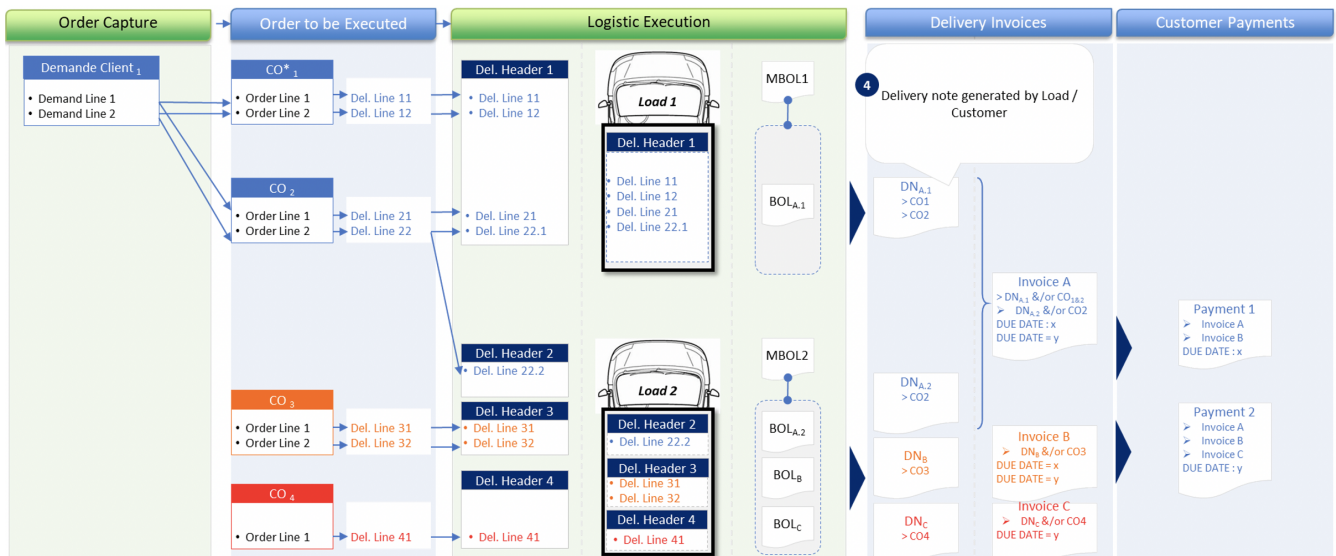 Order Capture
Order to be Executed
Logistic Execution
Delivery Invoices
Customer Payments
Demande Client 1
• Demand Line 1
• Demand Line 2
CO* 1
• Order Line 1
• Order Line 2
Del. Line 11
Del. Line 12
CO 2
• Order Line 1
• Order Line 2
Del. Line 21
Del. Line 22
CO 3
• Order Line 1
• Order Line 2
Del. Line 31
Del. Line 32
CO 4
• Order Line 1
Del. Line 41
Del. Header 1
• Del. Line 11
• Del. Line 12
• Del. Line 21
• Del. Line 22.1
Del. Header 2
• Del. Line 22.2
Del. Header 3
• Del. Line 31
• Del. Line 32
Del. Header 4
• Del. Line 41
Load 1
Del. Header 1
• Del. Line 11
• Del. Line 12
• Del. Line 21
• Del. Line 22.1
Load 2
Del. Header 2
• Del. Line 22.2
Del. Header 3
• Del. Line 31
• Del. Line 32
Del. Header 4
• Del. Line 41
MBOL1
BOLA.1
MBOL2
BOLA.2
BOLB
BOLC
4
Delivery note generated by Load /
Customer
DNA.1
> CO1
> CO2
DNA.2
> CO2
DNB
> CO3
DNC
> CO4
Invoice A
> DNA.1 &/or CO1&2
➢ DNA.2 &/or CO2
DUE DATE : x
DUE DATE = y
Invoice B
➢ DNB &/or CO3
DUE DATE = x
DUE DATE = y
Invoice C
➢ DNC &/or CO4
DUE DATE = y
Payment 1
➢ Invoice A
➢ Invoice B
DUE DATE : x
Payment 2
➢ Invoice A
➢ Invoice B
➢ Invoice C
DUE DATE : y